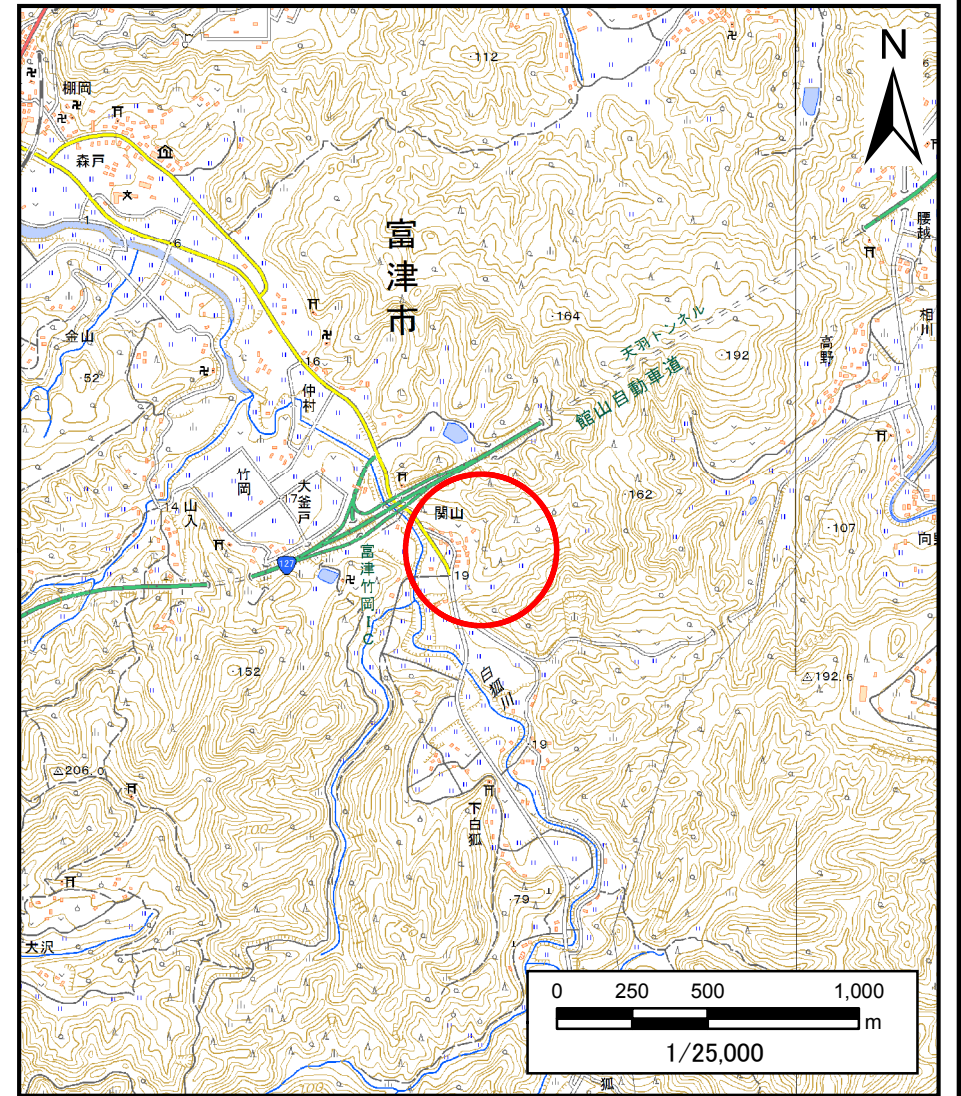 N
・112
棚岡
森戸
1
6
富津市
腰越
・164
天羽トンネル
・192
館山自動車道
高野
相川
金山
・52
16
仲村
竹岡
大釜戸
17
14
山入
関山
・162
・107
127
富津竹岡IC
19
・152
白狐川
△192.6
19
△206.0
下白狐
・79
大沢
狐
0 250 500 1,000
m
1/25,000